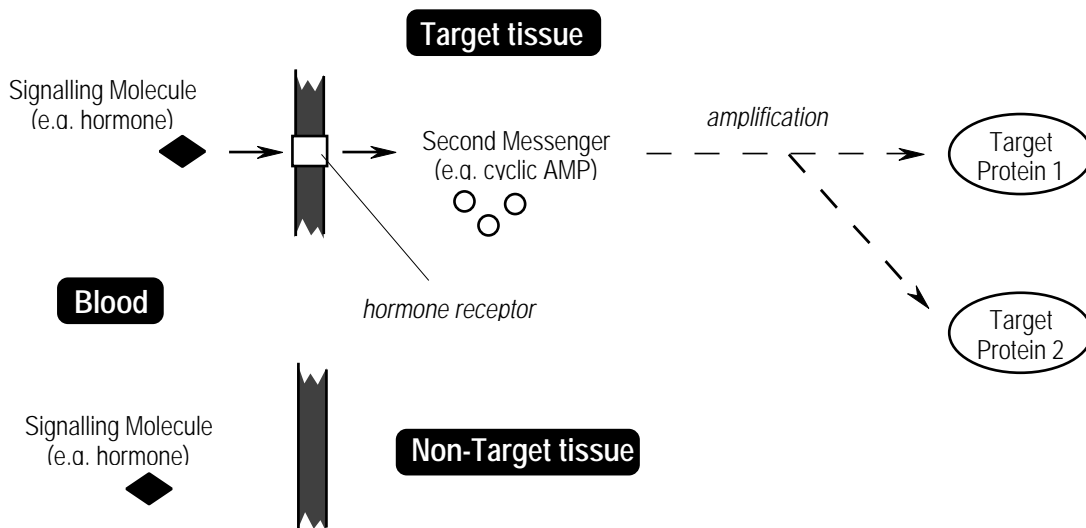 Target tissue
Signalling Molecule
(e.g. hormone)
Second Messenger
(e.g. cyclic AMP)
amplification
Target
Protein 1
Blood
hormone receptor
Target
Protein 2
Signalling Molecule
(e.g. hormone)
Non-Target tissue